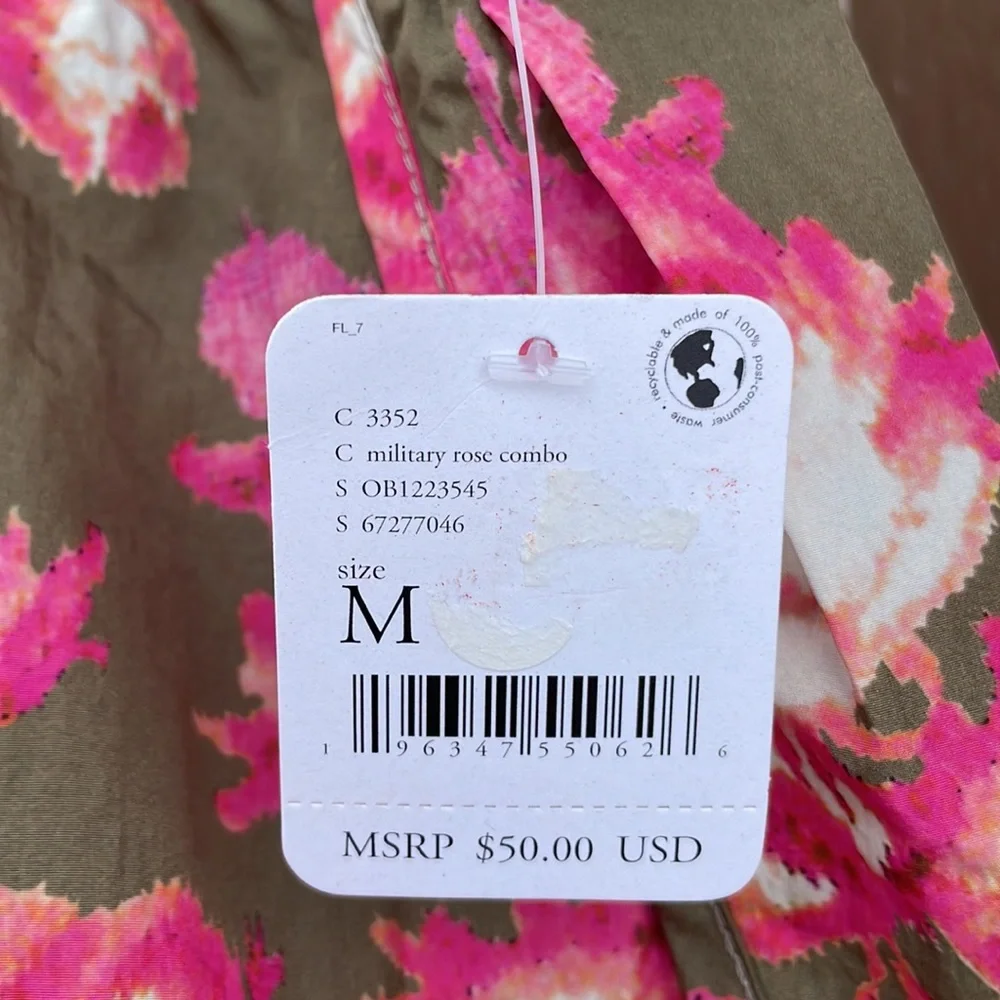 FL_7
recyclable & made of 100% post-consumer waste •
C 3352
C military rose combo
S OB1223545
S 67277046
size
M
1 96347 55062 6
MSRP $50.00 USD